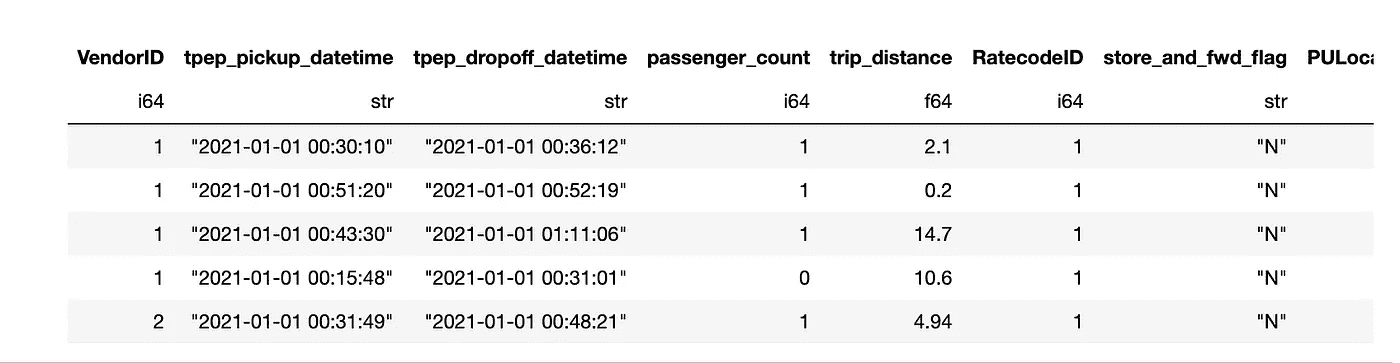 VendorID tpep_pickup_datetime tpep_dropoff_datetime passenger_count trip_distance RatecodeID store_and_fwd_flag PULoca
i64 str str i64 f64 i64 str
1 "2021-01-01 00:30:10" "2021-01-01 00:36:12" 1 2.1 1 "N"
1 "2021-01-01 00:51:20" "2021-01-01 00:52:19" 1 0.2 1 "N"
1 "2021-01-01 00:43:30" "2021-01-01 01:11:06" 1 14.7 1 "N"
1 "2021-01-01 00:15:48" "2021-01-01 00:31:01" 0 10.6 1 "N"
2 "2021-01-01 00:31:49" "2021-01-01 00:48:21" 1 4.94 1 "N"